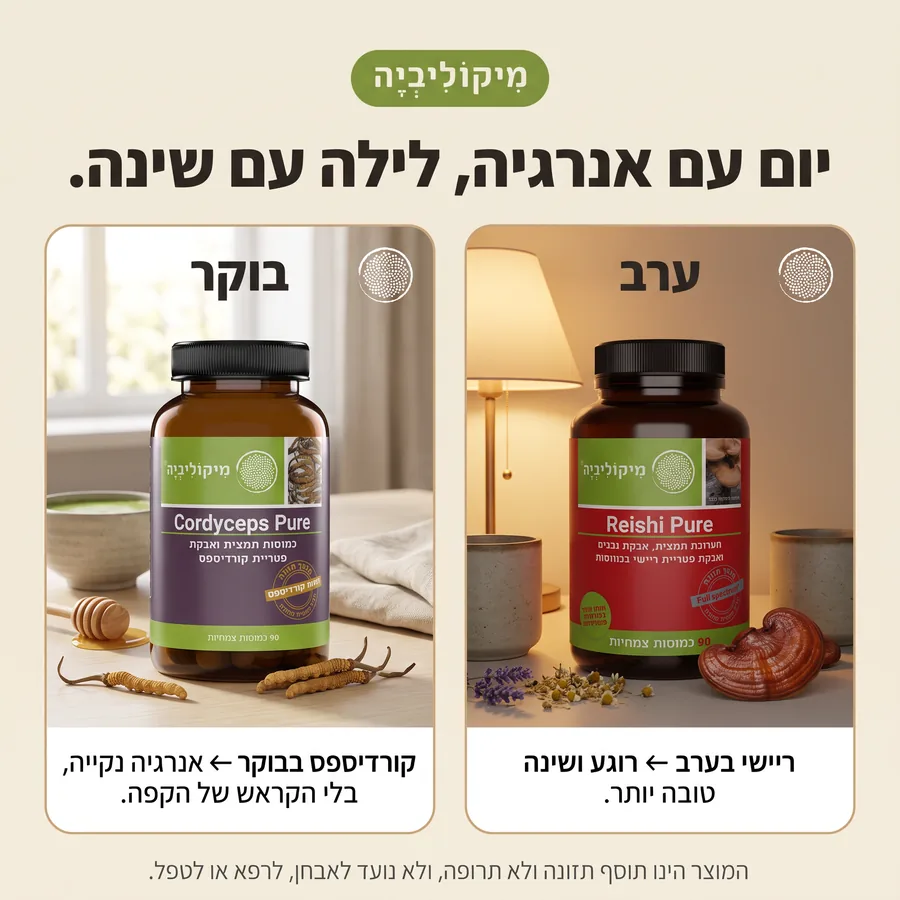 מִיקוֹלִיבְיָה
יום עם אנרגיה, לילה עם שינה.
ערב
מִיקוֹלִיבְיָה
Reishi Pure
תערוכת תמצית, אבקת נבגים
ואבקת פטריית ריישי בכמוסות
Full spectrum
90 כמוסות צמחיות
ריישי בערב ← רוגע ושינה
טובה יותר.
בוקר
מִיקוֹלִיבְיָה
Cordyceps Pure
כמוסות תמצית ואבקת
פטריית קורדיספס
90 כמוסות צמחיות
קורדיספס בבוקר ← אנרגיה נקייה,
בלי הקראש של הקפה.
המוצר הינו תוסף תזונה ולא תרופה, ולא נועד לאבחן, לרפא או לטפל.